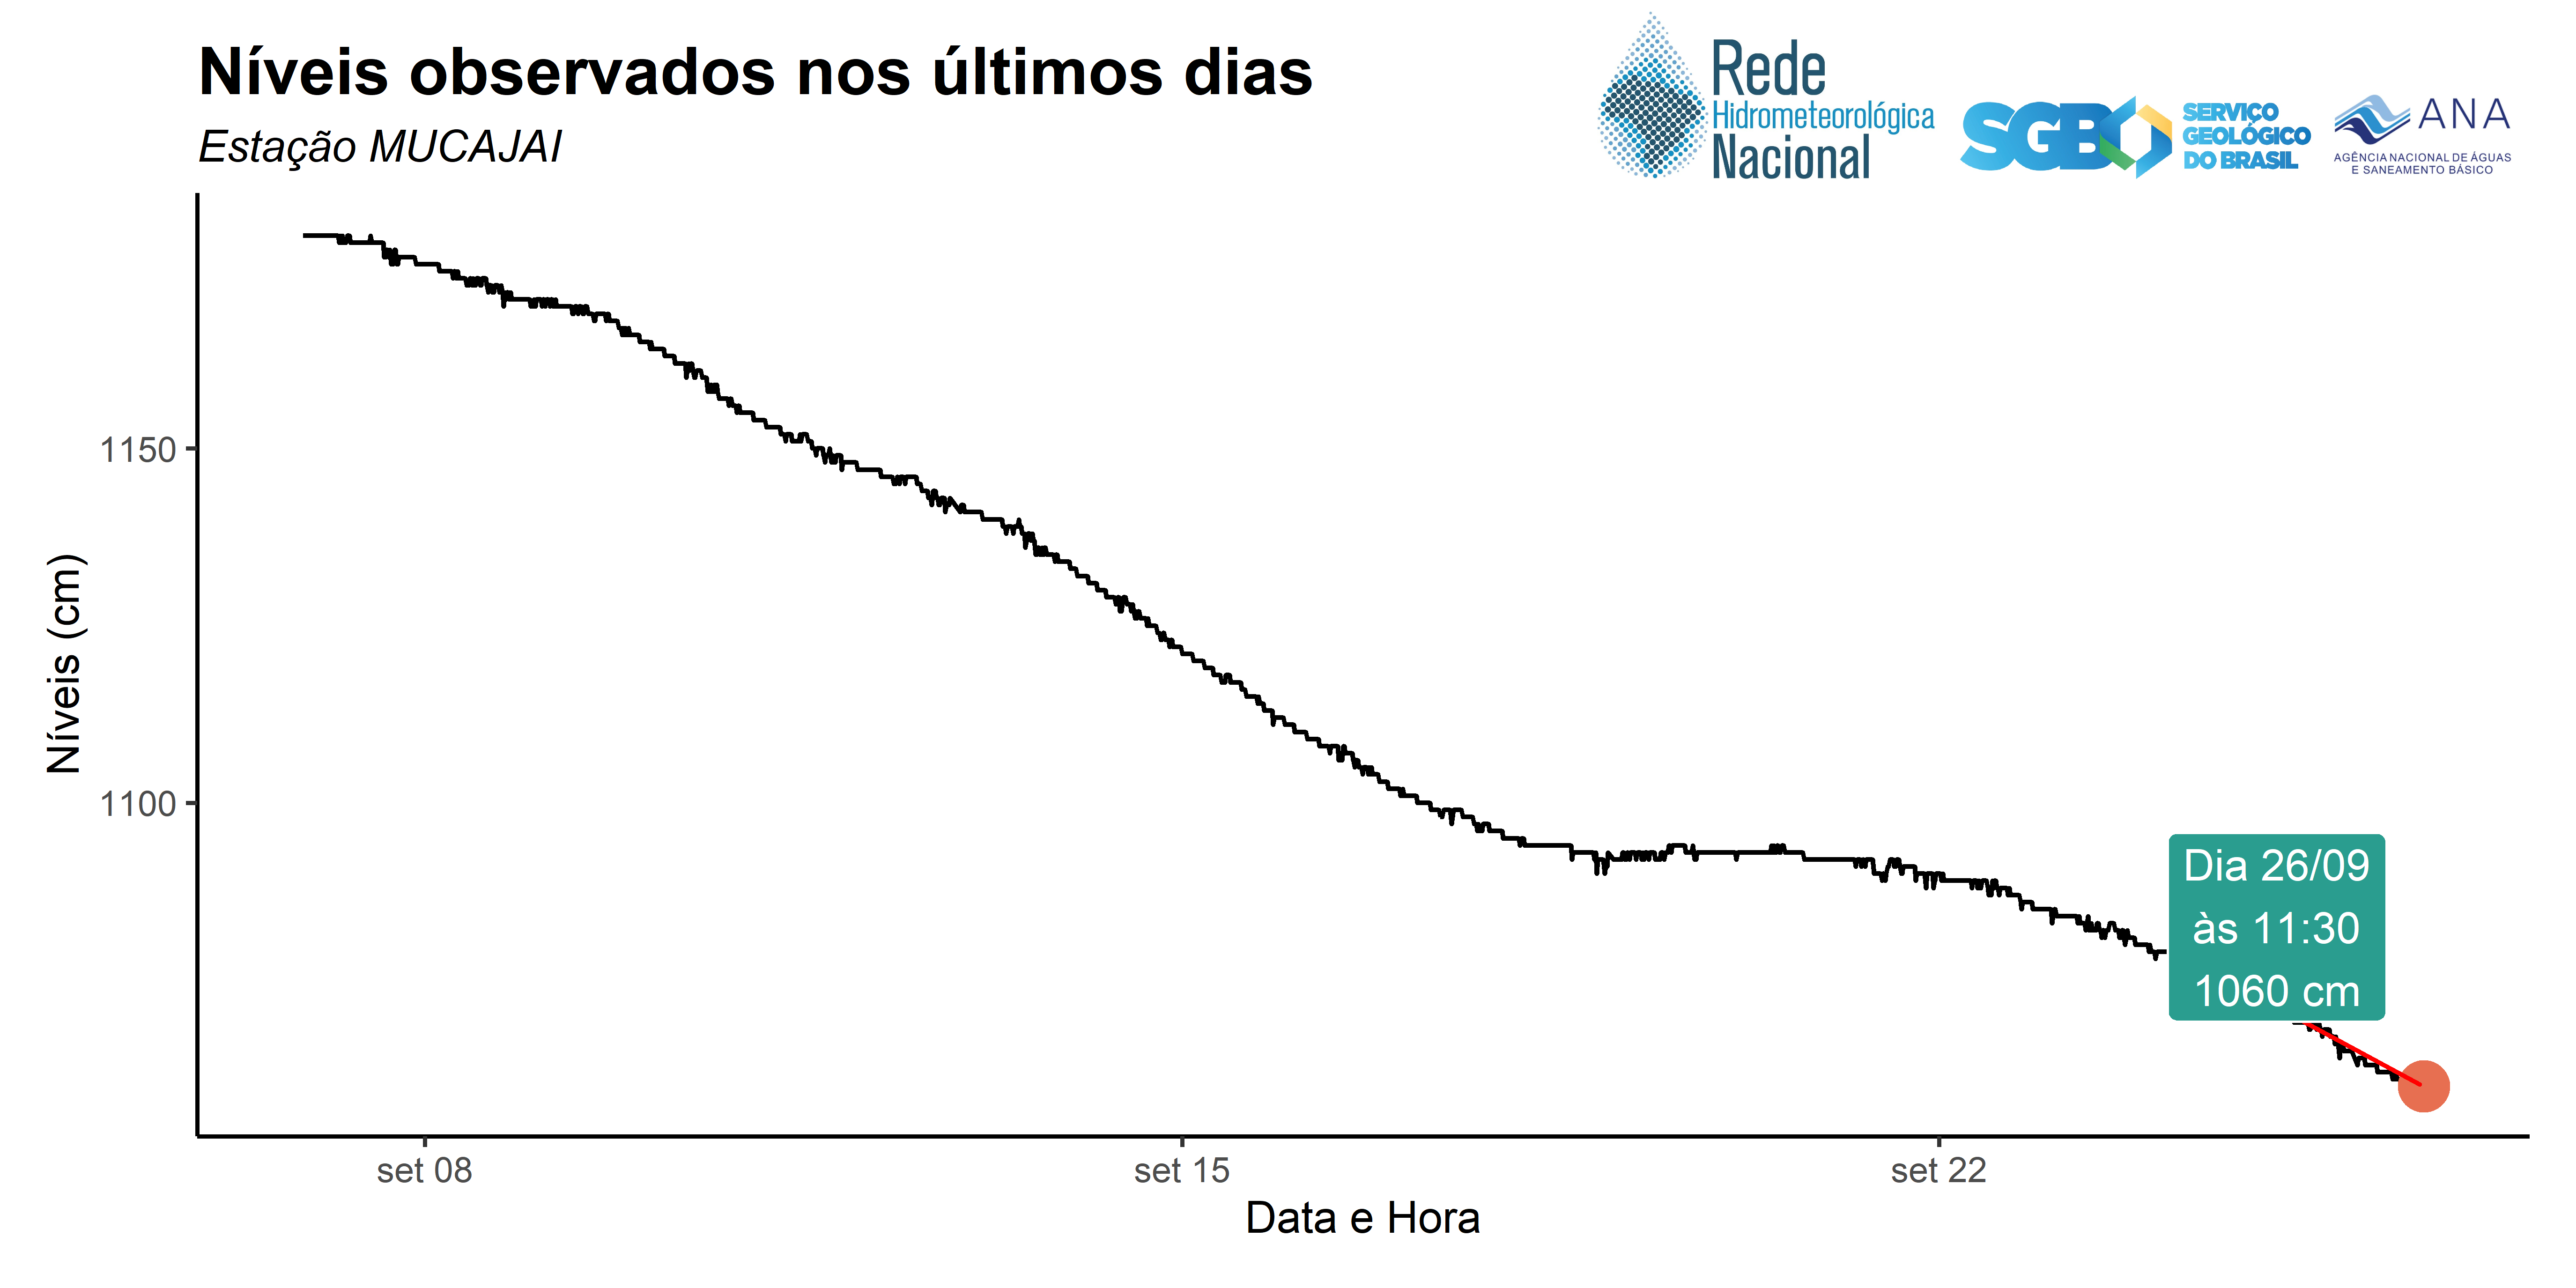 Níveis observados nos últimos dias
Estação MUCAJAI
Rede
Hidrometeorológica
Nacional
SGB
SERVIÇO
GEOLÓGICO
DO BRASIL
ANA
AGÊNCIA NACIONAL DE ÁGUAS
E SANEAMENTO BÁSICO
Níveis (cm)
1150
1100
Dia 26/09
às 11:30
1060 cm
set 08
set 15
set 22
Data e Hora